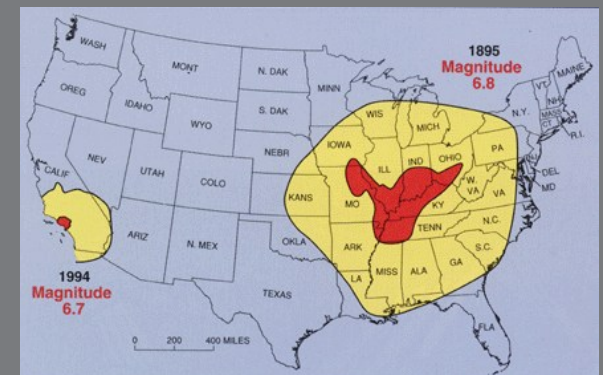 WASH
MONT
N. DAK
MINN
1895
Magnitude
6.8
MAINE
VT
NH
MASS
CT
R.I.
N.Y.
OREG
IDAHO
WYO
S. DAK
WIS
MICH
IOWA
NEBR
PA
NJ
DEL
MD
NEV
UTAH
COLO
CALIF
KANS
MO
ILL
IND
OHIO
W.
VA
VA
KY
N.C.
TENN
S.C.
ARIZ
N. MEX
OKLA
ARK
TEXAS
LA
MISS
ALA
GA
FLA
1994
Magnitude
6.7
0 200 400 MILES